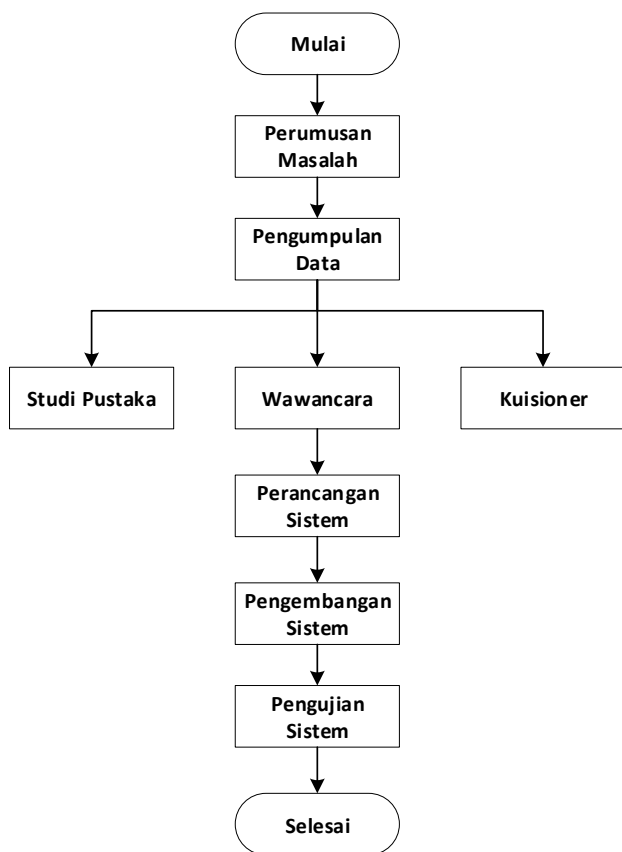 Mulai
Perumusan
Masalah
Pengumpulan
Data
Studi Pustaka
Wawancara
Kuisioner
Perancangan
Sistem
Pengembangan
Sistem
Pengujian
Sistem
Selesai